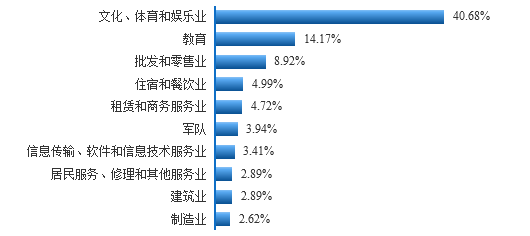 文化、体育和娱乐业 40.68%
教育 14.17%
批发和零售业 8.92%
住宿和餐饮业 4.99%
租赁和商务服务业 4.72%
军队 3.94%
信息传输、软件和信息技术服务业 3.41%
居民服务、修理和其他服务业 2.89%
建筑业 2.89%
制造业 2.62%